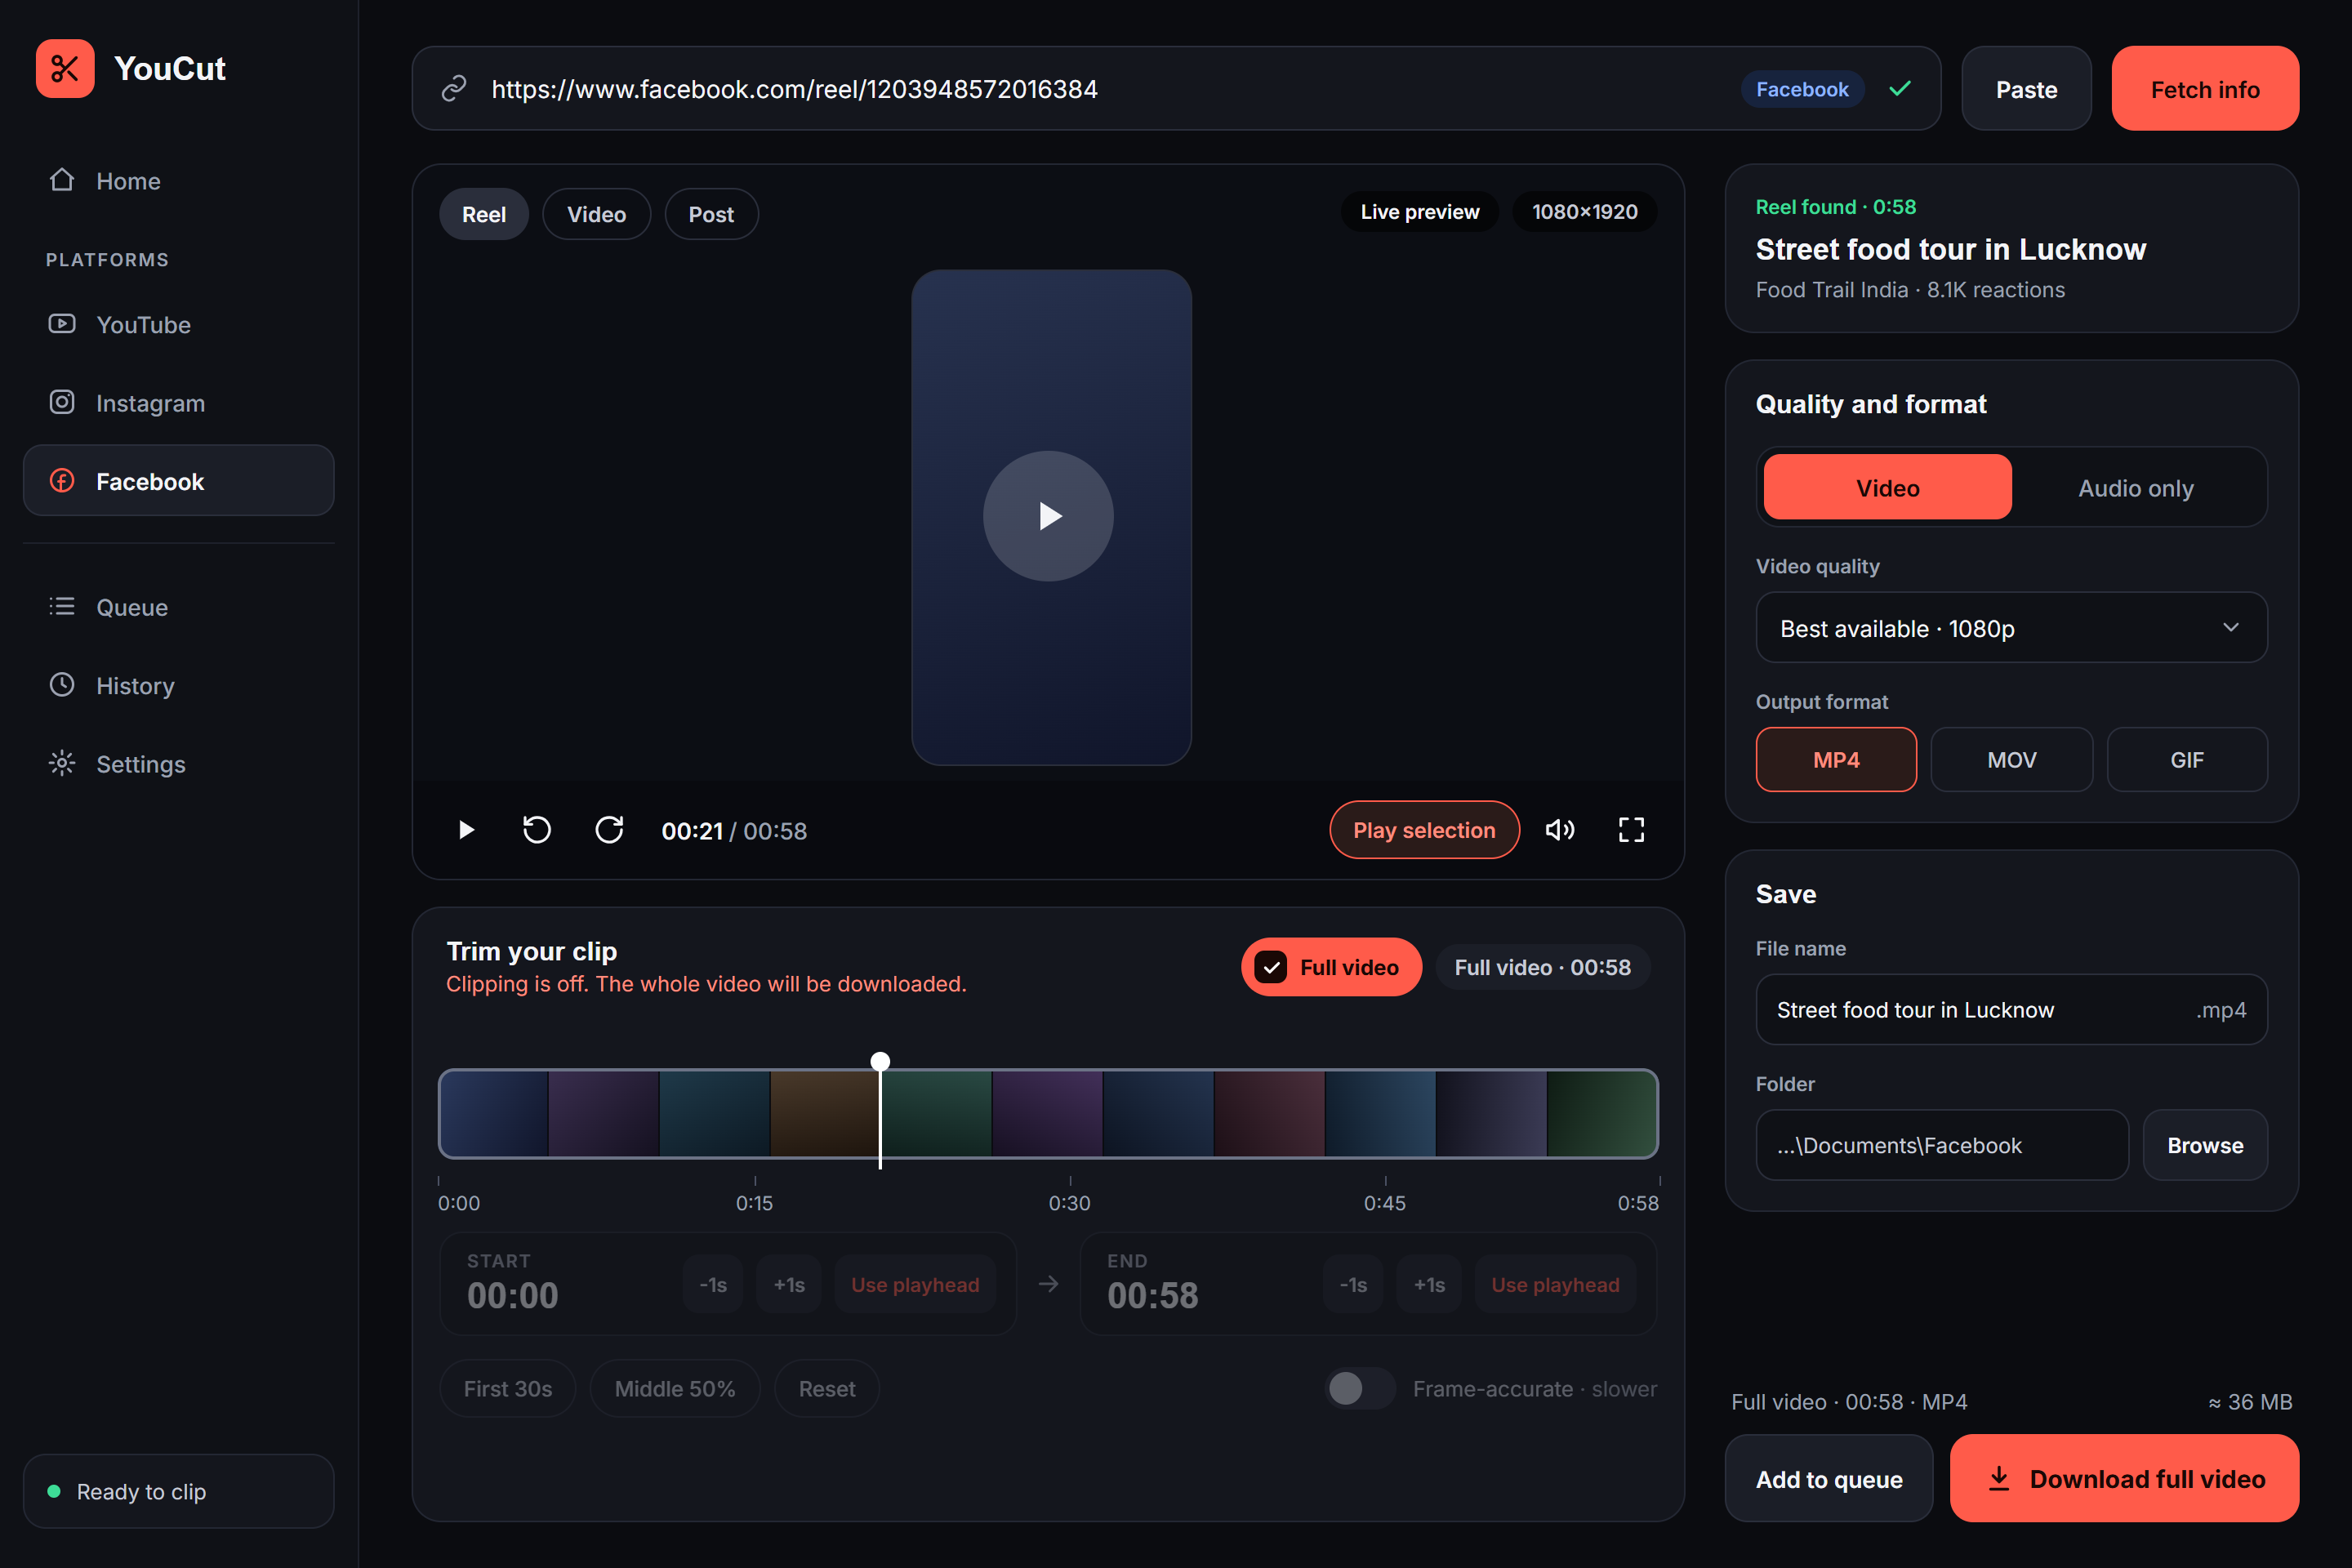 YouCut
Home
PLATFORMS
YouTube
Instagram
Facebook
Queue
History
Settings
Ready to clip
https://www.facebook.com/reel/1203948572016384
Facebook
Paste
Fetch info
Reel
Video
Post
Live preview
1080×1920
00:21 / 00:58
Play selection
Trim your clip
Clipping is off. The whole video will be downloaded.
Full video
Full video · 00:58
0:00
0:15
0:30
0:45
0:58
START
00:00
-1s
+1s
Use playhead
END
00:58
-1s
+1s
Use playhead
First 30s
Middle 50%
Reset
Frame-accurate · slower
Reel found · 0:58
Street food tour in Lucknow
Food Trail India · 8.1K reactions
Quality and format
Video
Audio only
Video quality
Best available · 1080p
Output format
MP4
MOV
GIF
Save
File name
Street food tour in Lucknow
.mp4
Folder
...\Documents\Facebook
Browse
Full video · 00:58 · MP4
≈ 36 MB
Add to queue
Download full video